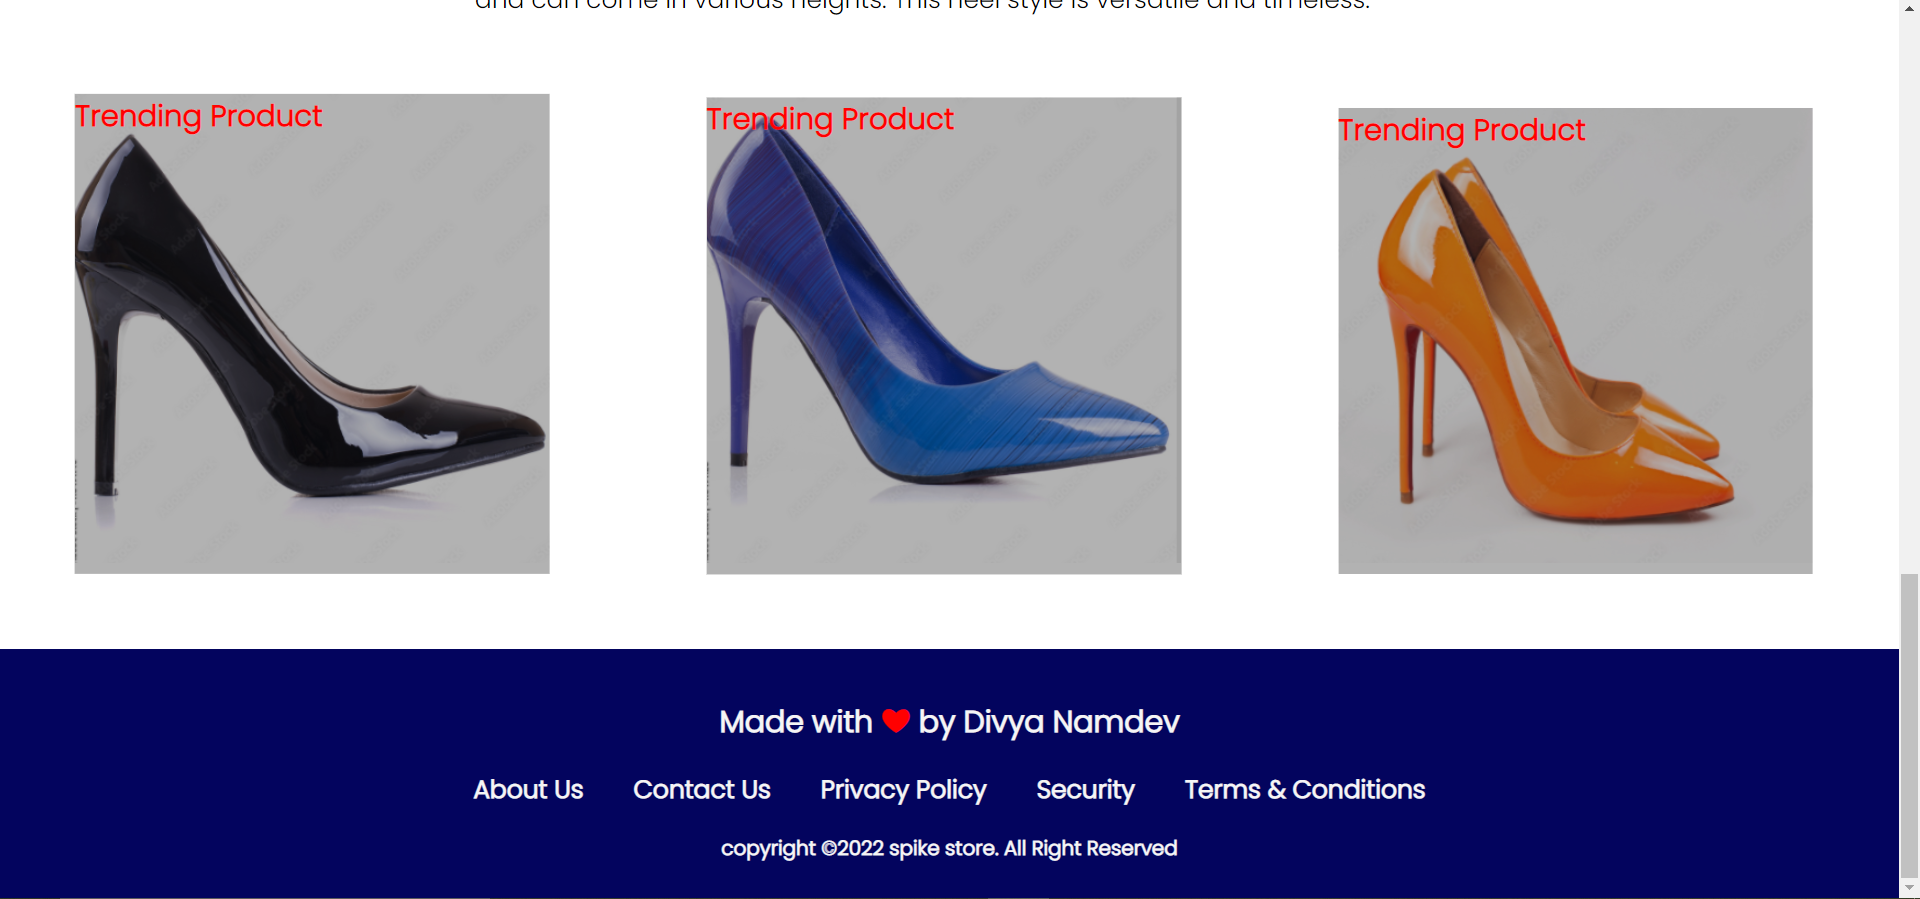 and can come in various heights. This heel style is versatile and timeless.
Trending Product
Trending Product
Trending Product
Made with ❤ by Divya Namdev
About Us Contact Us Privacy Policy Security Terms & Conditions
copyright ©2022 spike store. All Right Reserved